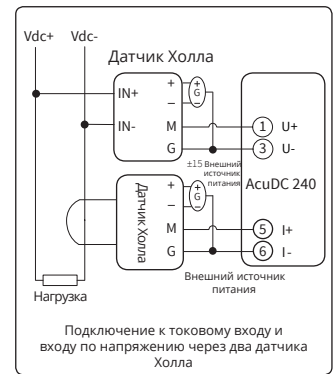 Vdc+ Vdc-
Датчик Холла
IN+
IN-
+
G
−
M
G
1 U+
3 U-
±15 Внешний
источник
питания
AcuDC 240
Датчик Холла
+
G
−
M
G
5 I+
6 I-
Нагрузка
Внешний источник
питания
Подключение к токовому входу и
входу по напряжению через два датчика
Холла